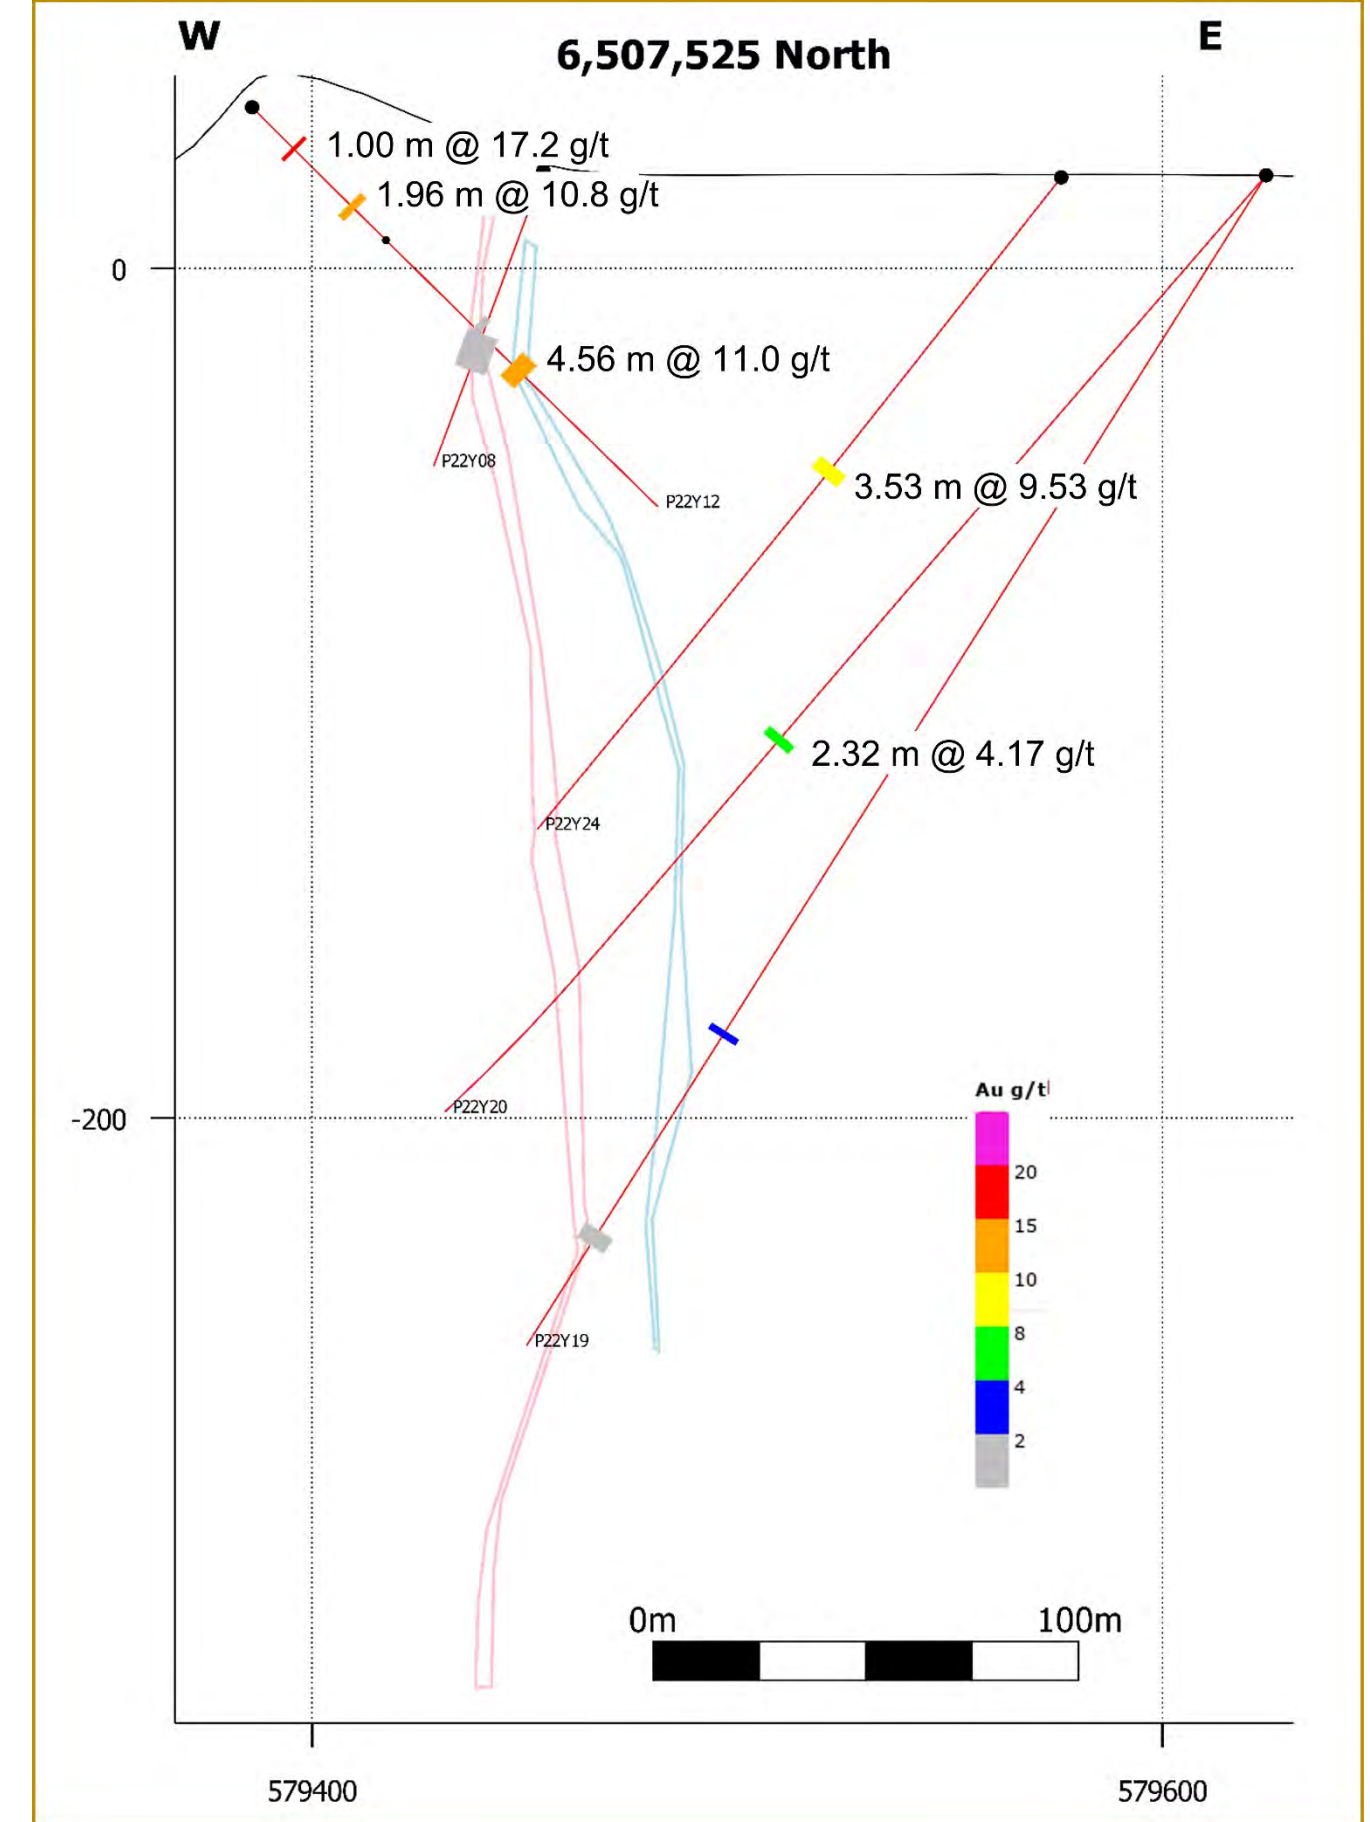 W
E
6,507,525 North
1.00 m @ 17.2 g/t
1.96 m @ 10.8 g/t
0
4.56 m @ 11.0 g/t
P22Y08
P22Y12
3.53 m @ 9.53 g/t
2.32 m @ 4.17 g/t
P22Y24
P22Y20
-200
Au g/t
20
15
10
8
4
2
P22Y19
0m
100m
579400
579600